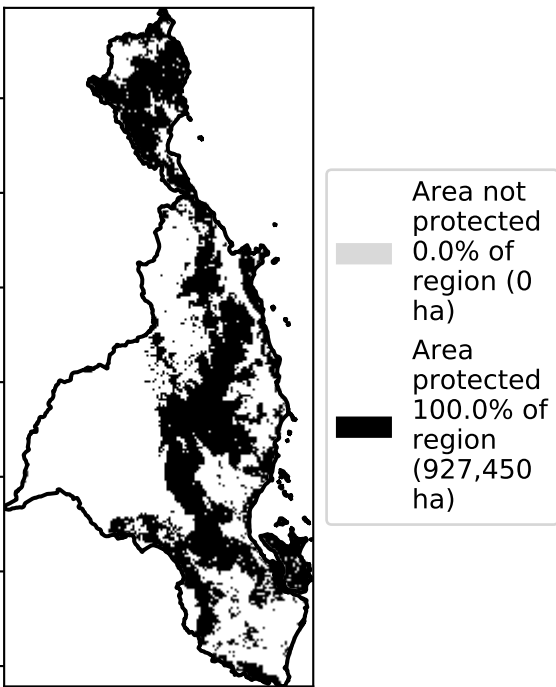 Area not
protected
0.0% of
region (0
ha)
Area
protected
100.0% of
region
(927,450
ha)